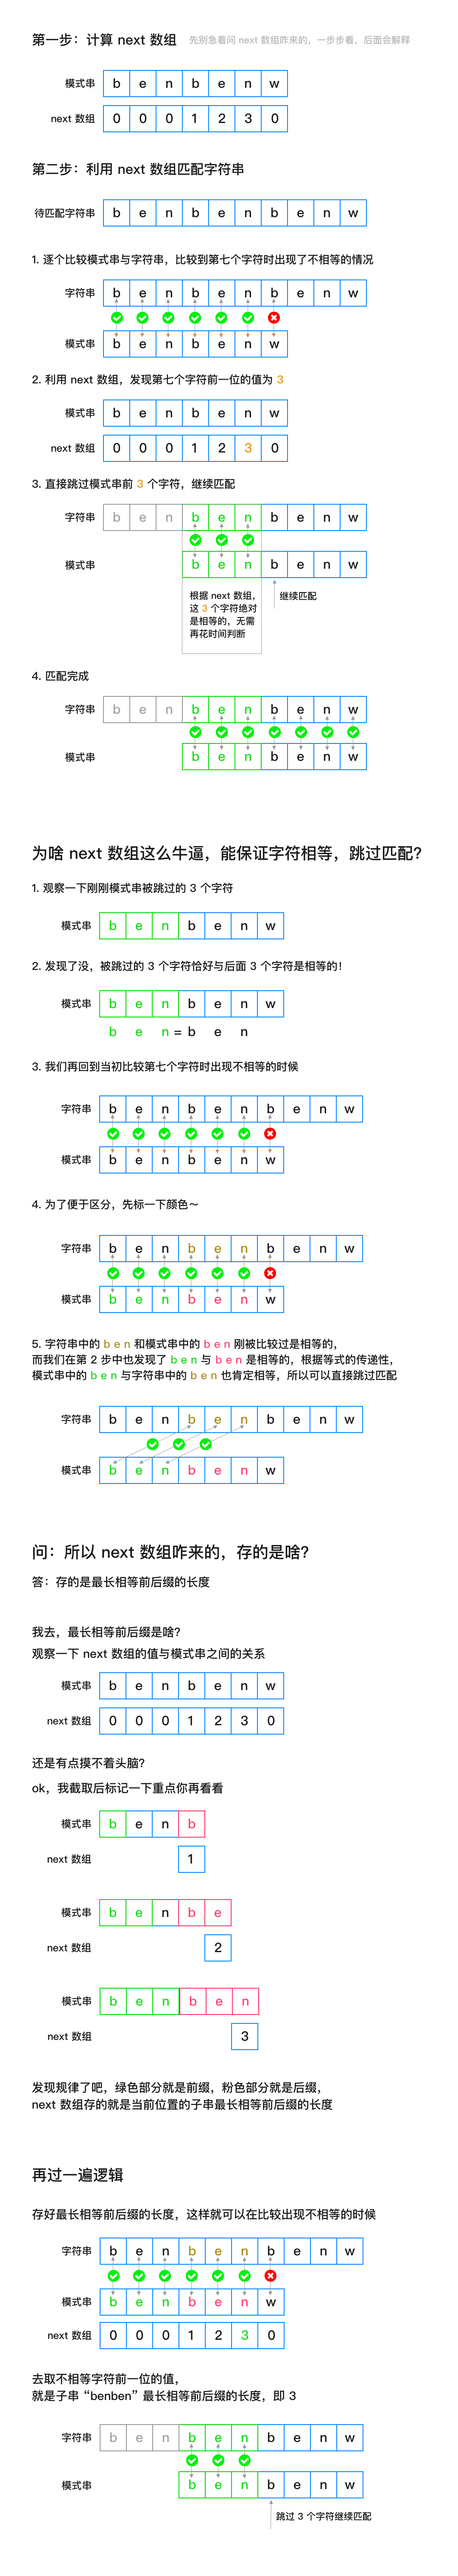 第一步：计算 next 数组 先别急着问 next 数组咋来的，一步步看，后面会解释
模式串 b e n b e n w
next 数组 0 0 0 1 2 3 0
第二步：利用 next 数组匹配字符串
待匹配字符串 b e n b e n b e n w
1. 逐个比较模式串与字符串，比较到第七个字符时出现了不相等的情况
字符串 b e n b e n b e n w
模式串 b e n b e n w
2. 利用 next 数组，发现第七个字符前一位的值为 3
模式串 b e n b e n w
next 数组 0 0 0 1 2 3 0
3. 直接跳过模式串前 3 个字符，继续匹配
字符串 b e n b e n b e n w
模式串 b e n b e n w
根据 next 数组，
这 3 个字符绝对
是相等的，无需
再花时间判断
继续匹配
4. 匹配完成
字符串 b e n b e n b e n w
模式串 b e n b e n w
为啥 next 数组这么牛逼，能保证字符相等，跳过匹配？
1. 观察一下刚刚模式串被跳过的 3 个字符
模式串 b e n b e n w
2. 发现了没，被跳过的 3 个字符恰好与后面 3 个字符是相等的！
模式串 b e n b e n w
b e n = b e n
3. 我们再回到当初比较第七个字符时出现不相等的时候
字符串 b e n b e n b e n w
模式串 b e n b e n w
4. 为了便于区分，先标一下颜色～
字符串 b e n b e n b e n w
模式串 b e n b e n w
5. 字符串中的 b e n 和模式串中的 b e n 刚被比较过是相等的，
而我们在第 2 步中也发现了 b e n 与 b e n 是相等的，根据等式的传递性，
模式串中的 b e n 与字符串中的 b e n 也肯定相等，所以可以直接跳过匹配
字符串 b e n b e n b e n w
模式串 b e n b e n w
问：所以 next 数组咋来的，存的是啥？
答：存的是最长相等前后缀的长度
我去，最长相等前后缀是啥？
观察一下 next 数组的值与模式串之间的关系
模式串 b e n b e n w
next 数组 0 0 0 1 2 3 0
还是有点摸不着头脑？
ok，我截取后标记一下重点你再看看
模式串 b e n b
next 数组 1
模式串 b e n b e
next 数组 2
模式串 b e n b e n
next 数组 3
发现规律了吧，绿色部分就是前缀，粉色部分就是后缀，
next 数组存的就是当前位置的子串最长相等前后缀的长度
再过一遍逻辑
存好最长相等前后缀的长度，这样就可以在比较出现不相等的时候
字符串 b e n b e n b e n w
模式串 b e n b e n w
next 数组 0 0 0 1 2 3 0
去取不相等字符前一位的值，
就是子串 “benben” 最长相等前后缀的长度，即 3
字符串 b e n b e n b e n w
模式串 b e n b e n w
跳过 3 个字符继续匹配